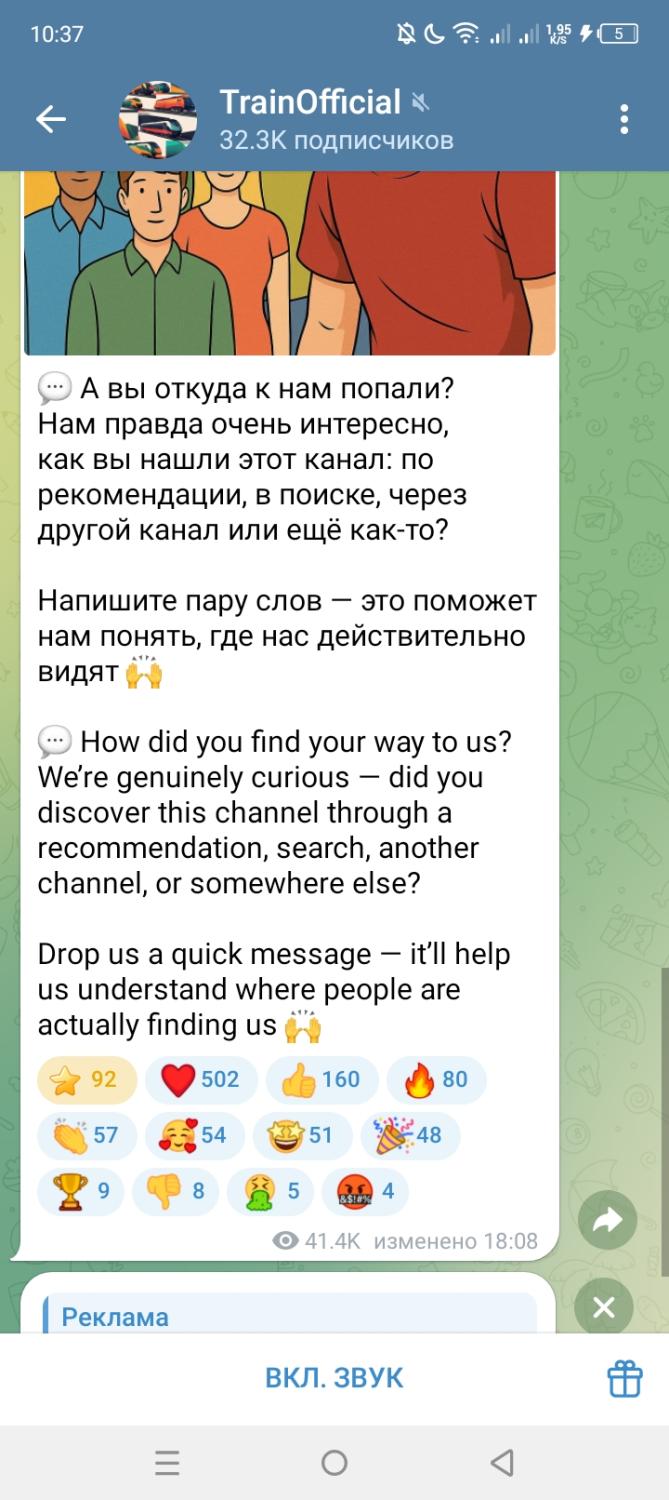 10:37
1,95 K/S 5
TrainOfficial
32.3K подписчиков
💬 А вы откуда к нам попали?
Нам правда очень интересно,
как вы нашли этот канал: по
рекомендации, в поиске, через
другой канал или ещё как-то?
Напишите пару слов — это поможет
нам понять, где нас действительно
видят 🙌
💬 How did you find your way to us?
We’re genuinely curious — did you
discover this channel through a
recommendation, search, another
channel, or somewhere else?
Drop us a quick message — it’ll help
us understand where people are
actually finding us 🙌
⭐ 92 ❤️ 502 👍 160 🔥 80
👏 57 🥰 54 🤩 51 🎉 48
🏆 9 👎 8 🤮 5 🤬 4
41.4K изменено 18:08
Реклама
ВКЛ. ЗВУК